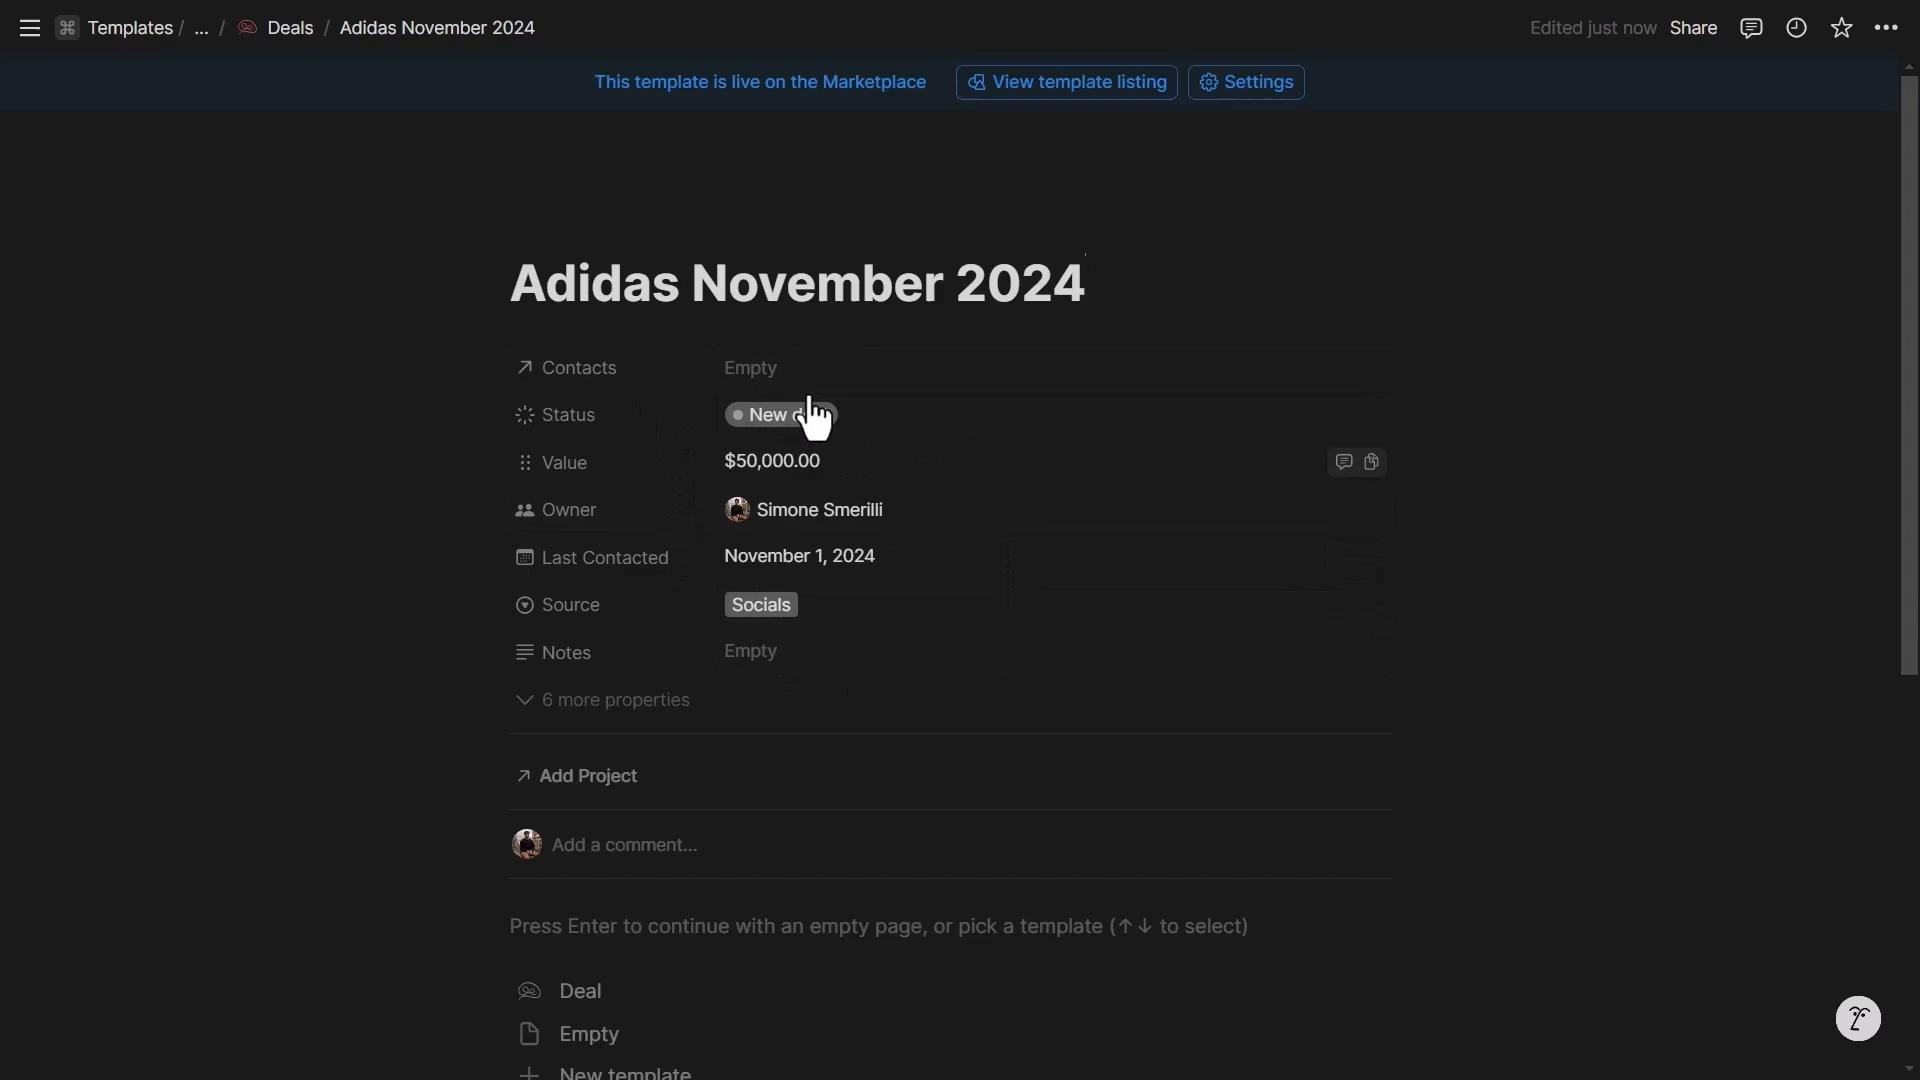 Templates / ... / Deals / Adidas November 2024
Edited just now Share
This template is live on the Marketplace View template listing Settings
Adidas November 2024
Contacts Empty
Status New
Value $50,000.00
Owner Simone Smerilli
Last Contacted November 1, 2024
Source Socials
Notes Empty
6 more properties
Add Project
Add a comment...
Press Enter to continue with an empty page, or pick a template (↑↓ to select)
Deal
Empty
New template